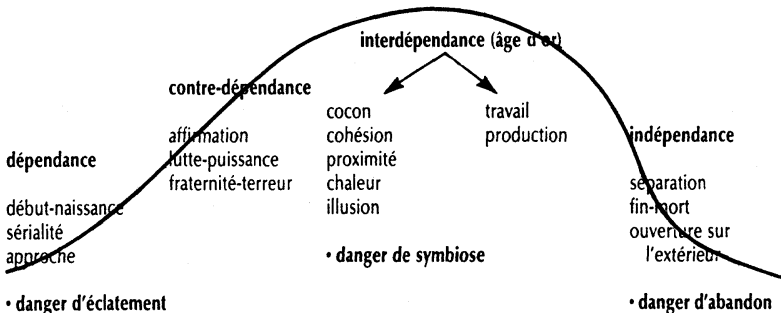 interdépendance (âge d'or)
contre-dépendance
affirmation
lutte-puissance
fraternité-terreur
dépendance
début-naissance
sérialité
approche
• danger d'éclatement
cocon
cohésion
proximité
chaleur
illusion
• danger de symbiose
travail
production
indépendance
séparation
fin-mort
ouverture sur
l'extérieur
• danger d'abandon